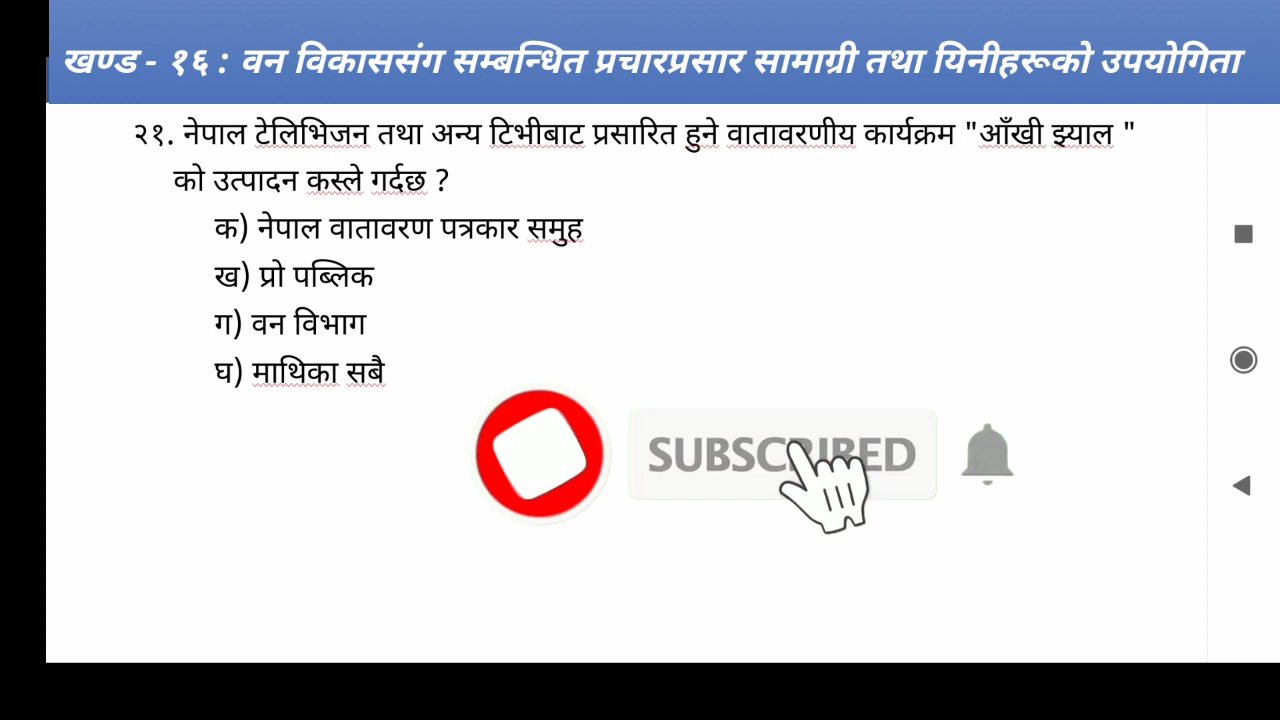 खण्ड - १६ : वन विकाससंग सम्बन्धित प्रचारप्रसार सामाग्री तथा यिनीहरूको उपयोगिता
२१. नेपाल टेलिभिजन तथा अन्य टिभीबाट प्रसारित हुने वातावरणीय कार्यक्रम "आँखी झ्याल "
को उत्पादन कस्ले गर्दछ ?
क) नेपाल वातावरण पत्रकार समुह
ख) प्रो पब्लिक
ग) वन विभाग
घ) माथिका सबै
SUBSCRIBED